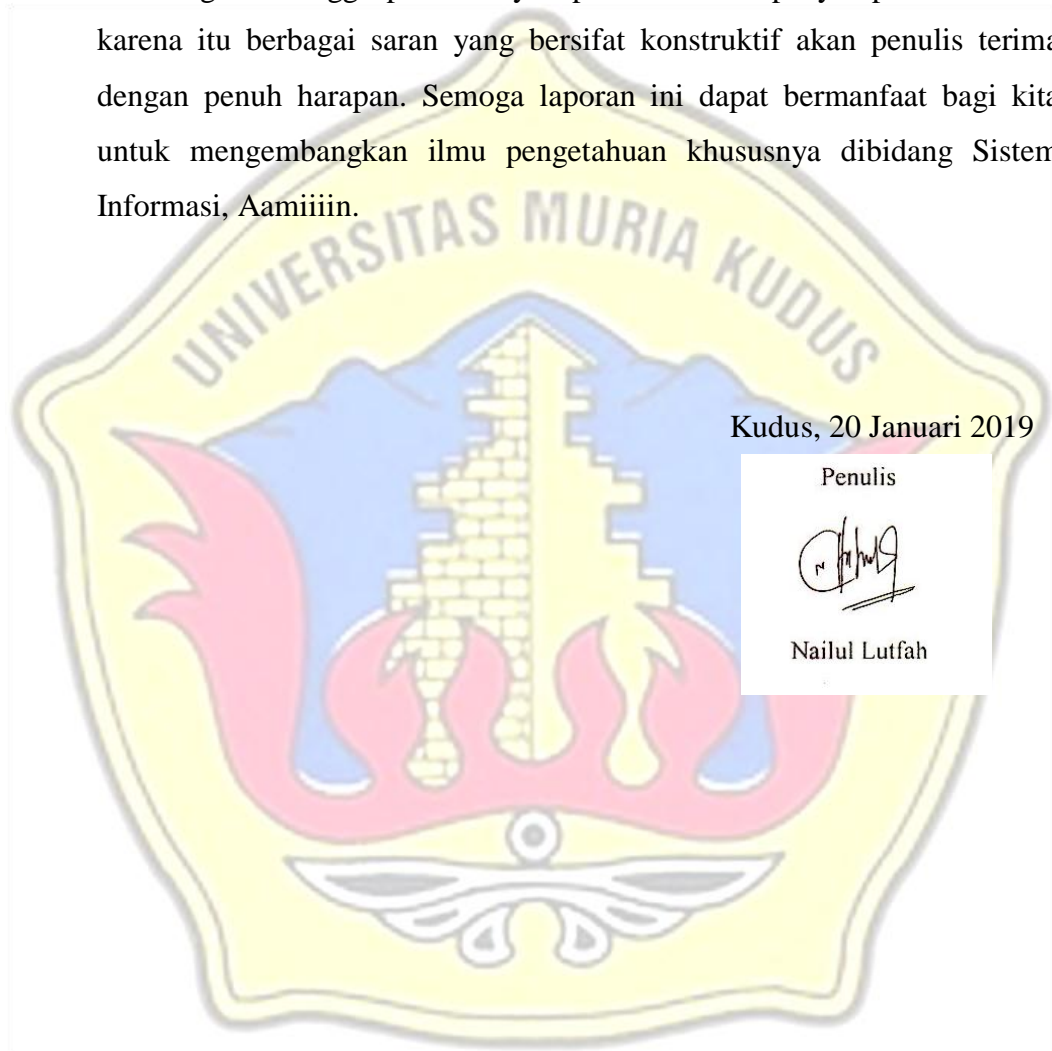 karena itu berbagai saran yang bersifat konstruktif akan penulis terima
dengan penuh harapan. Semoga laporan ini dapat bermanfaat bagi kita
untuk mengembangkan ilmu pengetahuan khususnya dibidang Sistem
Informasi, Aamiiiin.
UNIVERSITAS MURIA KUDUS
Kudus, 20 Januari 2019
Penulis
Nailul Lutfah